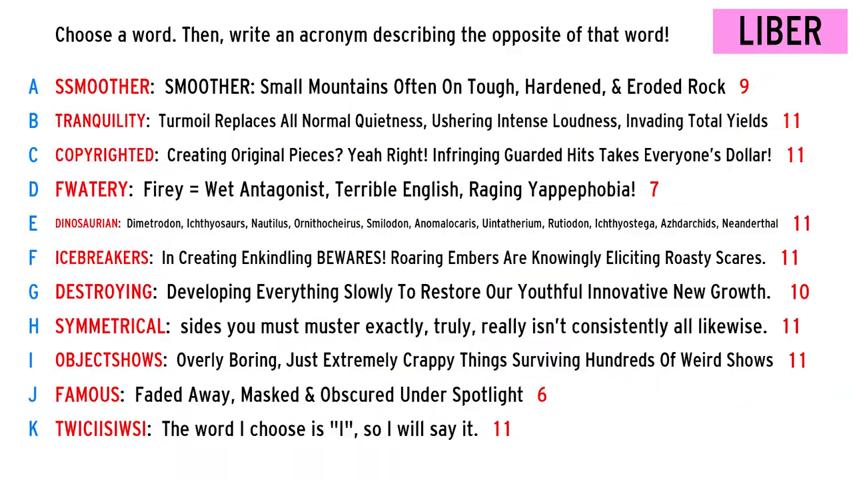 Choose a word. Then, write an acronym describing the opposite of that word!
LIBER
A SSMOOTHER: SMOOTHER: Small Mountains Often On Tough, Hardened, & Eroded Rock 9
B TRANQUILITY: Turmoil Replaces All Normal Quietness, Ushering Intense Loudness, Invading Total Yields 11
C COPYRIGHTED: Creating Original Pieces? Yeah Right! Infringing Guarded Hits Takes Everyone's Dollar! 11
D FWATERY: Firey = Wet Antagonist, Terrible English, Raging Yappephobia! 7
E DINOSAURIAN: Dimetrodon, Ichthyosaurs, Nautilus, Ornithocheirus, Smilodon, Anomalocaris, Uintatherium, Rutiodon, Ichthyostega, Azhdarchids, Neanderthal 11
F ICEBREAKERS: In Creating Enkindling BEWARES! Roaring Embers Are Knowingly Eliciting Roasty Scares. 11
G DESTROYING: Developing Everything Slowly To Restore Our Youthful Innovative New Growth. 10
H SYMMETRICAL: sides you must muster exactly, truly, really isn't consistently all likewise. 11
I OBJECTSHOWS: Overly Boring, Just Extremely Crappy Things Surviving Hundreds Of Weird Shows 11
J FAMOUS: Faded Away, Masked & Obscured Under Spotlight 6
K TWICIISIWSI: The word I choose is "I", so I will say it. 11